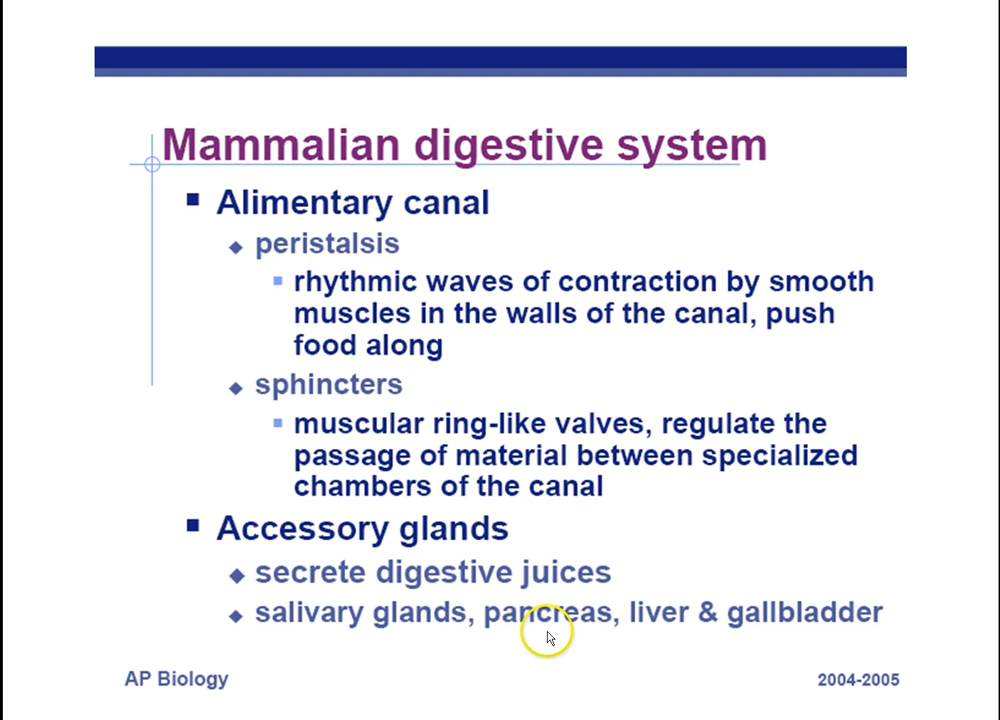 Mammalian digestive system
Alimentary canal
peristalsis
rhythmic waves of contraction by smooth
muscles in the walls of the canal, push
food along
sphincters
muscular ring-like valves, regulate the
passage of material between specialized
chambers of the canal
Accessory glands
secrete digestive juices
salivary glands, pancreas, liver & gallbladder
AP Biology
2004-2005